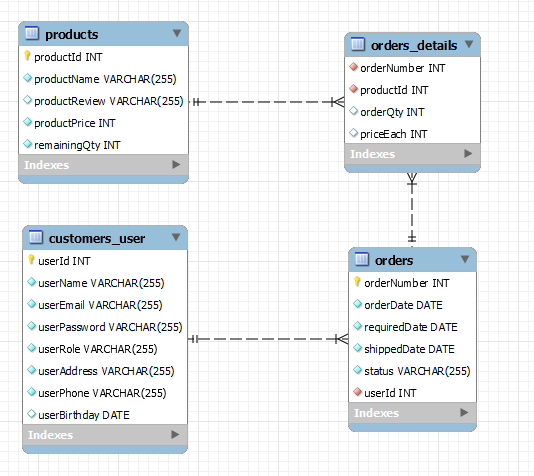 products
productId INT
productName VARCHAR(255)
productReview VARCHAR(255)
productPrice INT
remainingQty INT
Indexes
orders_details
orderNumber INT
productId INT
orderQty INT
priceEach INT
Indexes
customers_user
userId INT
userName VARCHAR(255)
userEmail VARCHAR(255)
userPassword VARCHAR(255)
userRole VARCHAR(255)
userAddress VARCHAR(255)
userPhone VARCHAR(255)
userBirthday DATE
Indexes
orders
orderNumber INT
orderDate DATE
requiredDate DATE
shippedDate DATE
status VARCHAR(255)
userId INT
Indexes